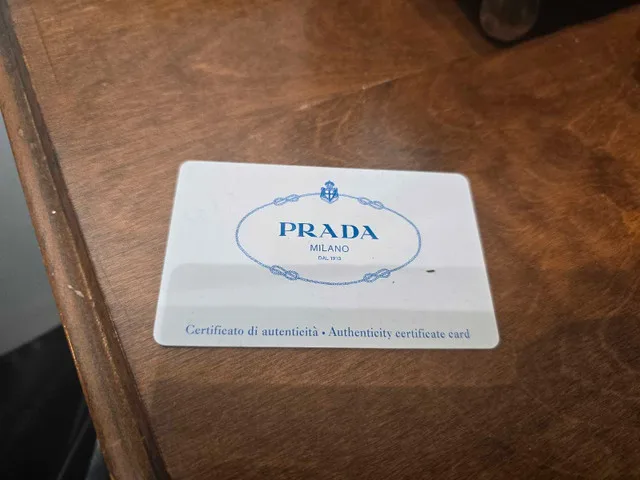 PRADA
MILANO
DAL 1913
Certificato di autenticità • Authenticity certificate card